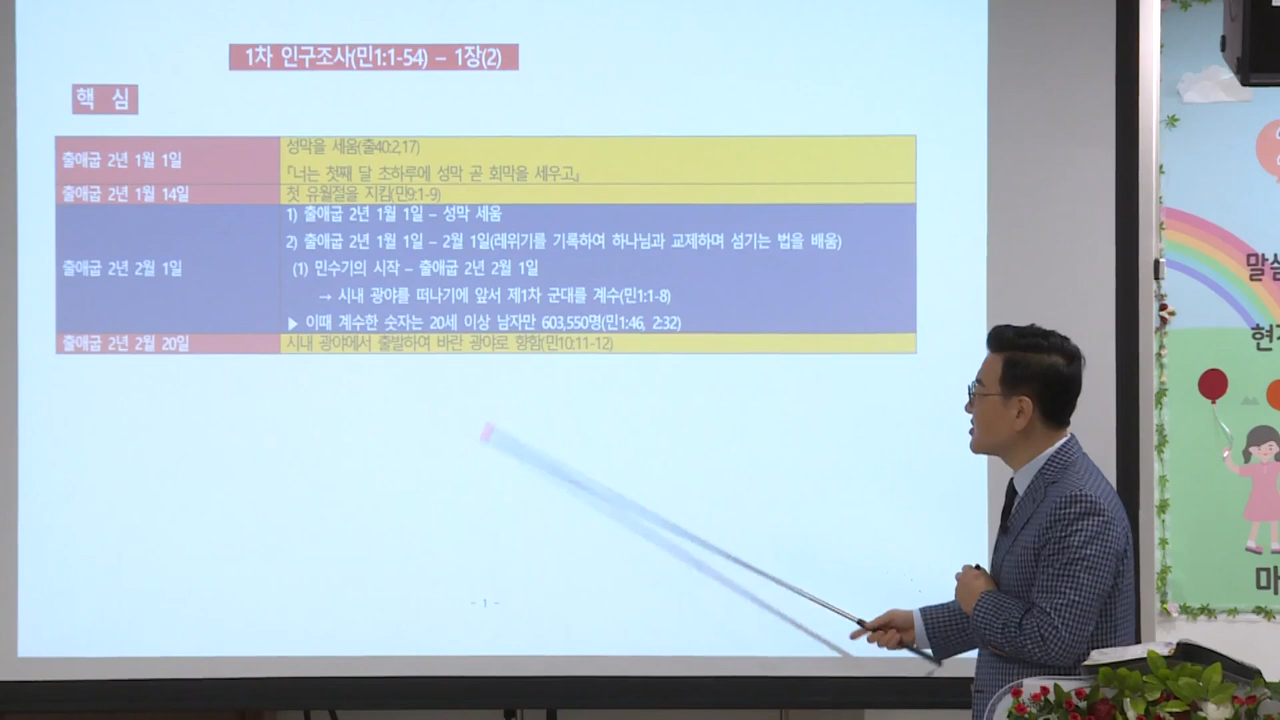 1차 인구조사(민1:1-54) – 1장(2)
핵 심
출애굽 2년 1월 1일
성막을 세움(출40:2,17)
『너는 첫째 달 초하루에 성막 곧 회막을 세우고』
출애굽 2년 1월 14일
첫 유월절을 지킴(민9:1-9)
출애굽 2년 2월 1일
1) 출애굽 2년 1월 1일 – 성막 세움
2) 출애굽 2년 1월 1일 – 2월 1일(레위기를 기록하여 하나님과 교제하며 섬기는 법을 배움)
(1) 민수기의 시작 – 출애굽 2년 2월 1일
→ 시내 광야를 떠나기에 앞서 제1차 군대를 계수(민1:1-8)
▶ 이때 계수한 숫자는 20세 이상 남자만 603,550명(민1:46, 2:32)
출애굽 2년 2월 20일
시내 광야에서 출발하여 바란 광야로 향함(민10:11-12)
- 1 -